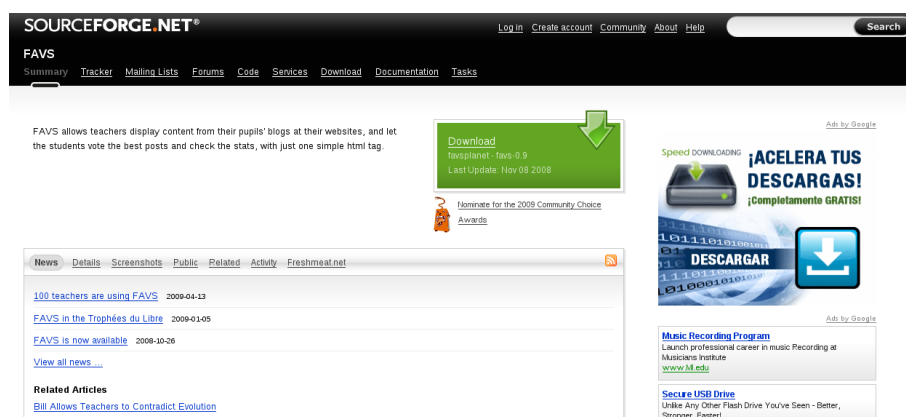 SOURCEFORGE.NET®
Log in Create account Community About Help
Search
FAVS
Summary Tracker Mailing Lists Forums Code Services Download Documentation Tasks
FAVS allows teachers display content from their pupils' blogs at their websites, and let
the students vote the best posts and check the stats, with just one simple html tag.
Download
favsplanet - favs-0.9
Last Update: Nov 08 2008
Nominate for the 2009 Community Choice
Awards
News Details Screenshots Public Related Activity Freshmeat.net
100 teachers are using FAVS 2009-04-13
FAVS in the Trophées du Libre 2009-01-05
FAVS is now available 2008-10-26
View all news ...
Related Articles
Bill Allows Teachers to Contradict Evolution
Ads by Google
Speed DOWNLOADING
¡ACELERA TUS
DESCARGAS!
¡Completamente GRATIS!
DESCARGAR
Ads by Google
Music Recording Program
Launch professional career in music Recording at
Musicians Institute
www.MI.edu
Secure USB Drive
Unlike Any Other Flash Drive You've Seen - Better,
Stronger, Faster!